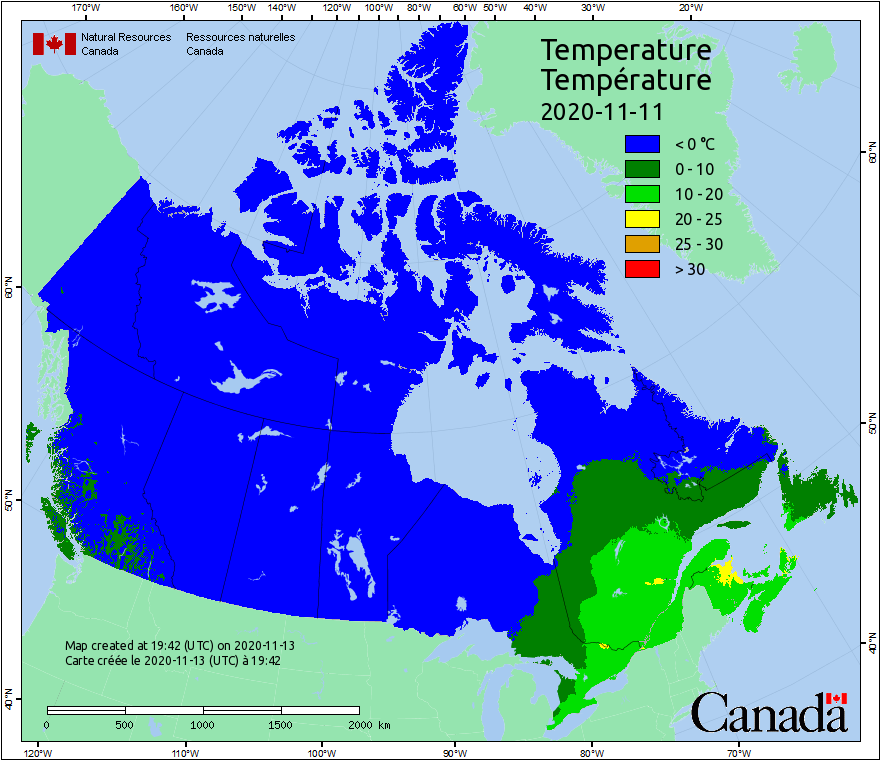 170°W 160°W 150°W 140°W 130°W 120°W 110°W 100°W 90°W 80°W 70°W 60°W 50°W 40°W 30°W 20°W
Natural Resources Ressources naturelles
Canada Canada
Temperature
Température
2020-11-11
< 0 °C
0 - 10
10 - 20
20 - 25
25 - 30
> 30
60°N
60°N
50°N
50°N
40°N
40°N
Map created at 19:42 (UTC) on 2020-11-13
Carte créée le 2020-11-13 (UTC) à 19:42
0 500 1000 1500 2000 km
Canada
120°W 110°W 100°W 90°W 80°W 70°W